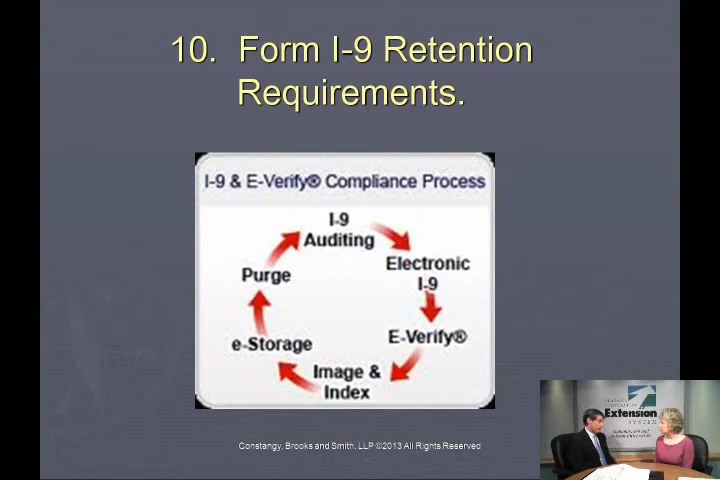 10. Form I-9 Retention
Requirements.
I-9 & E-Verify® Compliance Process
I-9
Auditing
Electronic
I-9
E-Verify®
Image &
Index
e-Storage
Purge
Extension
SYSTEM
Constangy, Brooks and Smith, LLP ©2013 All Rights Reserved